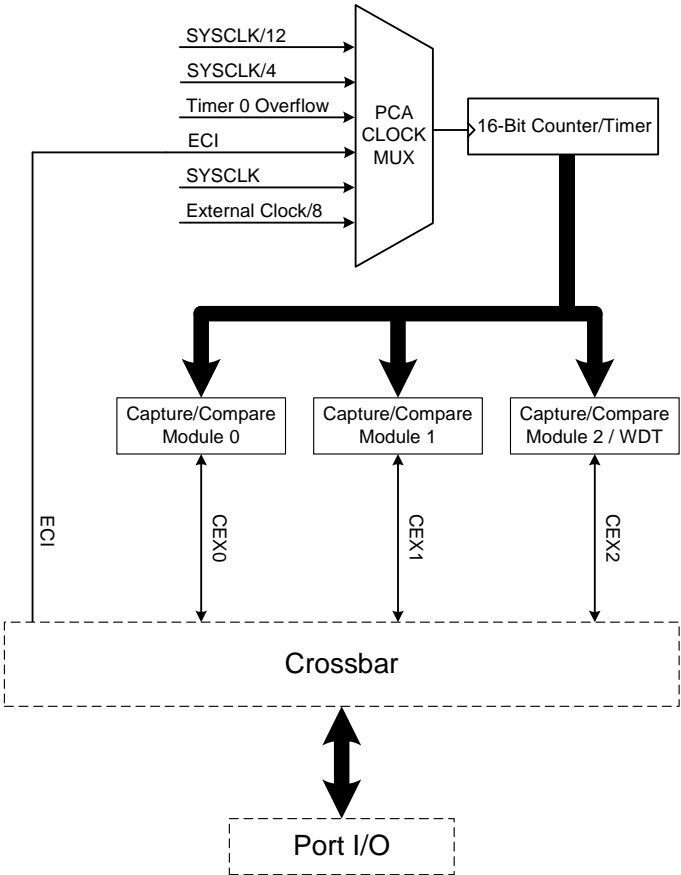 SYSCLK/12
SYSCLK/4
Timer 0 Overflow
ECI
SYSCLK
External Clock/8
PCA
CLOCK
MUX
16-Bit Counter/Timer
Capture/Compare
Module 0
Capture/Compare
Module 1
Capture/Compare
Module 2 / WDT
ECI
CEX0
CEX1
CEX2
Crossbar
Port I/O